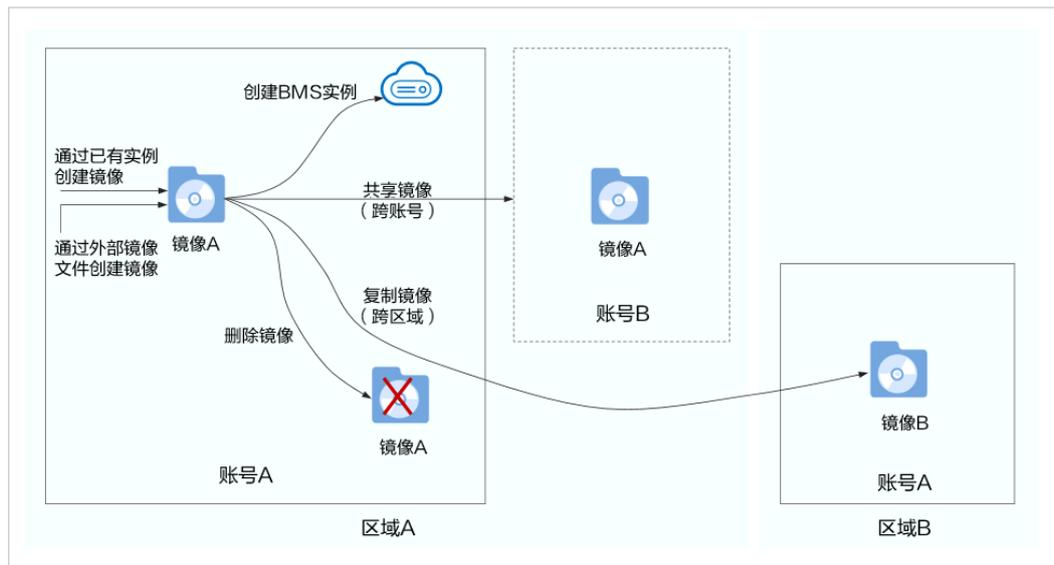 创建BMS实例
通过已有实例
创建镜像
共享镜像
（跨账号）
镜像A
镜像A
通过外部镜像
文件创建镜像
复制镜像
（跨区域）
账号B
删除镜像
镜像B
镜像A
账号A
账号A
区域A
区域B